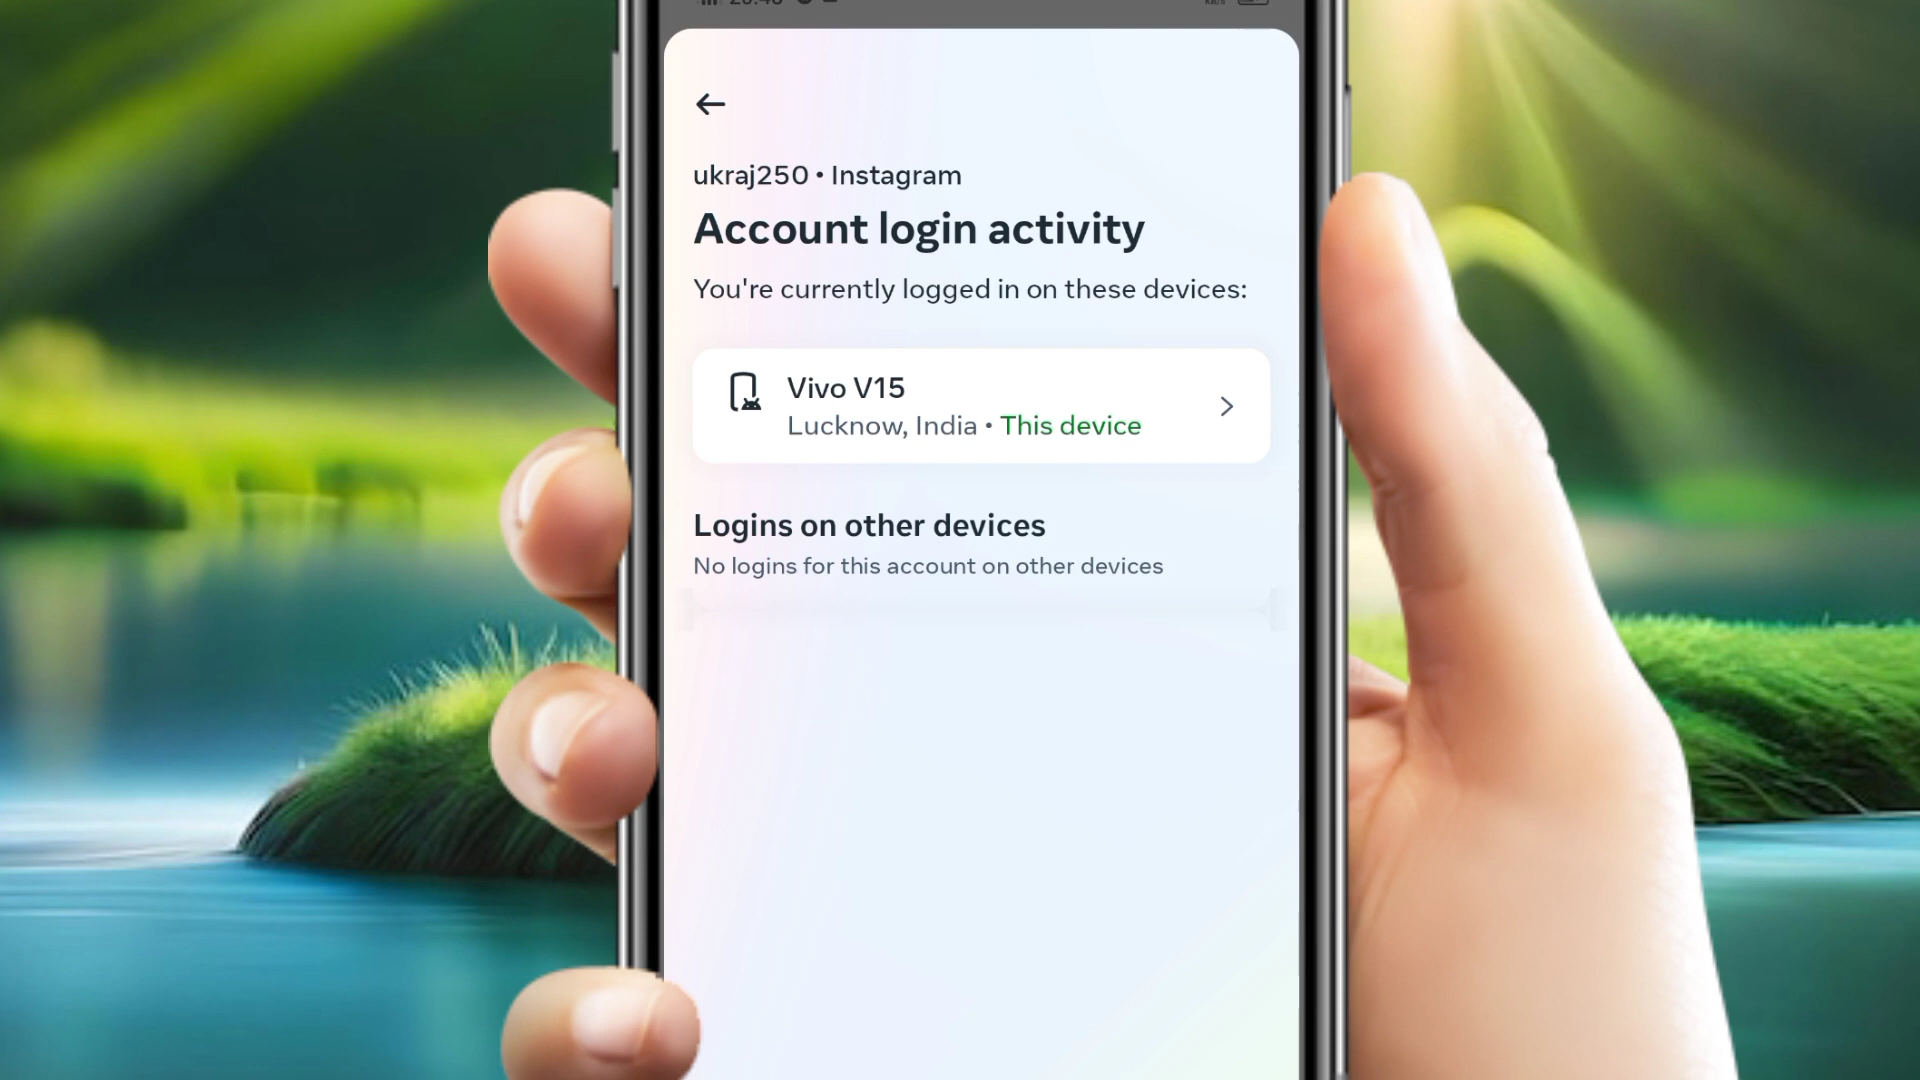 ukraj250 • Instagram
Account login activity
You're currently logged in on these devices:
Vivo V15
Lucknow, India • This device
Logins on other devices
No logins for this account on other devices